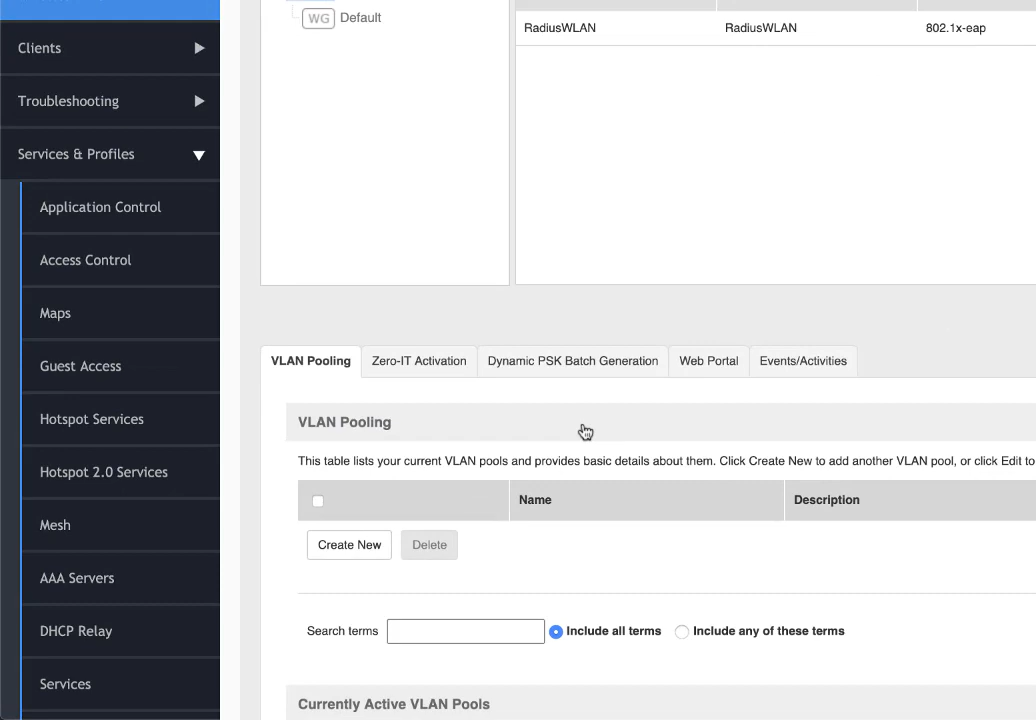 WG Default
RadiusWLAN RadiusWLAN 802.1x-eap
Clients
Troubleshooting
Services & Profiles
Application Control
Access Control
Maps
Guest Access
Hotspot Services
Hotspot 2.0 Services
Mesh
AAA Servers
DHCP Relay
Services
VLAN Pooling Zero-IT Activation Dynamic PSK Batch Generation Web Portal Events/Activities
VLAN Pooling
This table lists your current VLAN pools and provides basic details about them. Click Create New to add another VLAN pool, or click Edit to
Name Description
Create New Delete
Search terms Include all terms Include any of these terms
Currently Active VLAN Pools